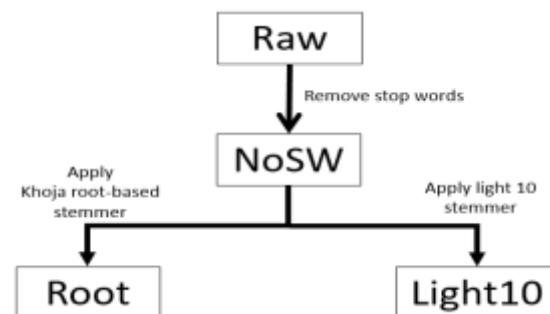 Raw
Remove stop words
NoSW
Apply
Khoja root-based
stemmer
Apply light 10
stemmer
Root
Light10